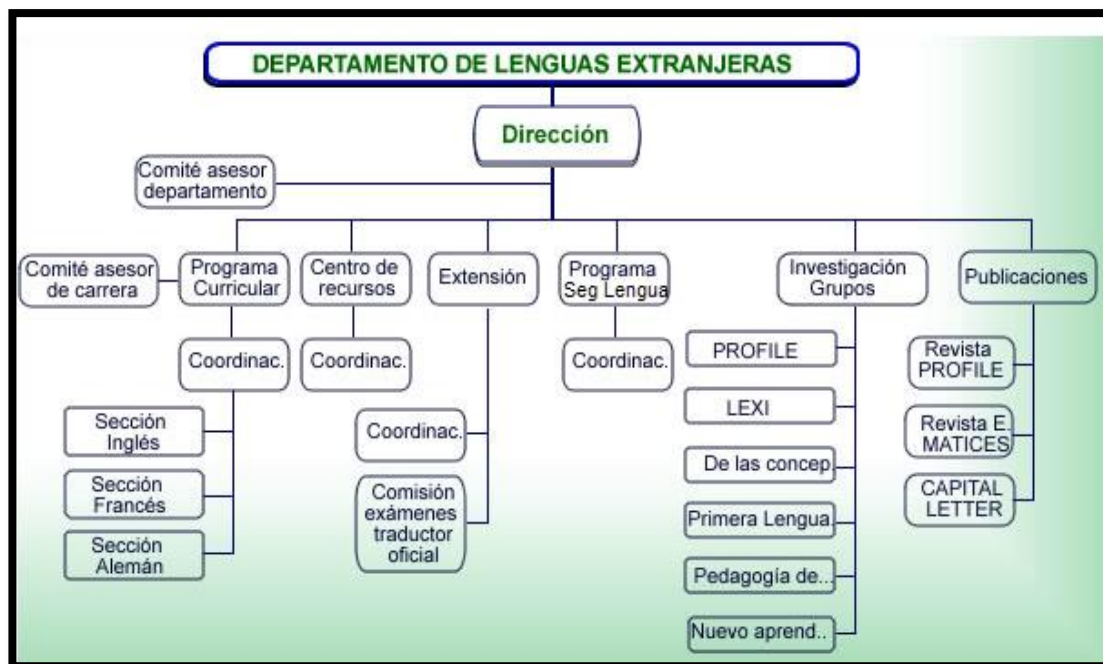 DEPARTAMENTO DE LENGUAS EXTRANJERAS
Dirección
Comité asesor
departamento
Comité asesor
de carrera
Programa
Curricular
Centro de
recursos
Extensión
Programa
Seg Lengua
Investigación
Grupos
Publicaciones
Coordinac.
Coordinac.
Coordinac.
Sección
Inglés
Sección
Francés
Sección
Alemán
Coordinac.
Comisión
exámenes
traductor
oficial
PROFILE
LEXI
De las concep.
Primera Lengua.
Pedagogía de...
Nuevo aprend..
Revista
PROFILE
Revista E.
MATICES
CAPITAL
LETTER